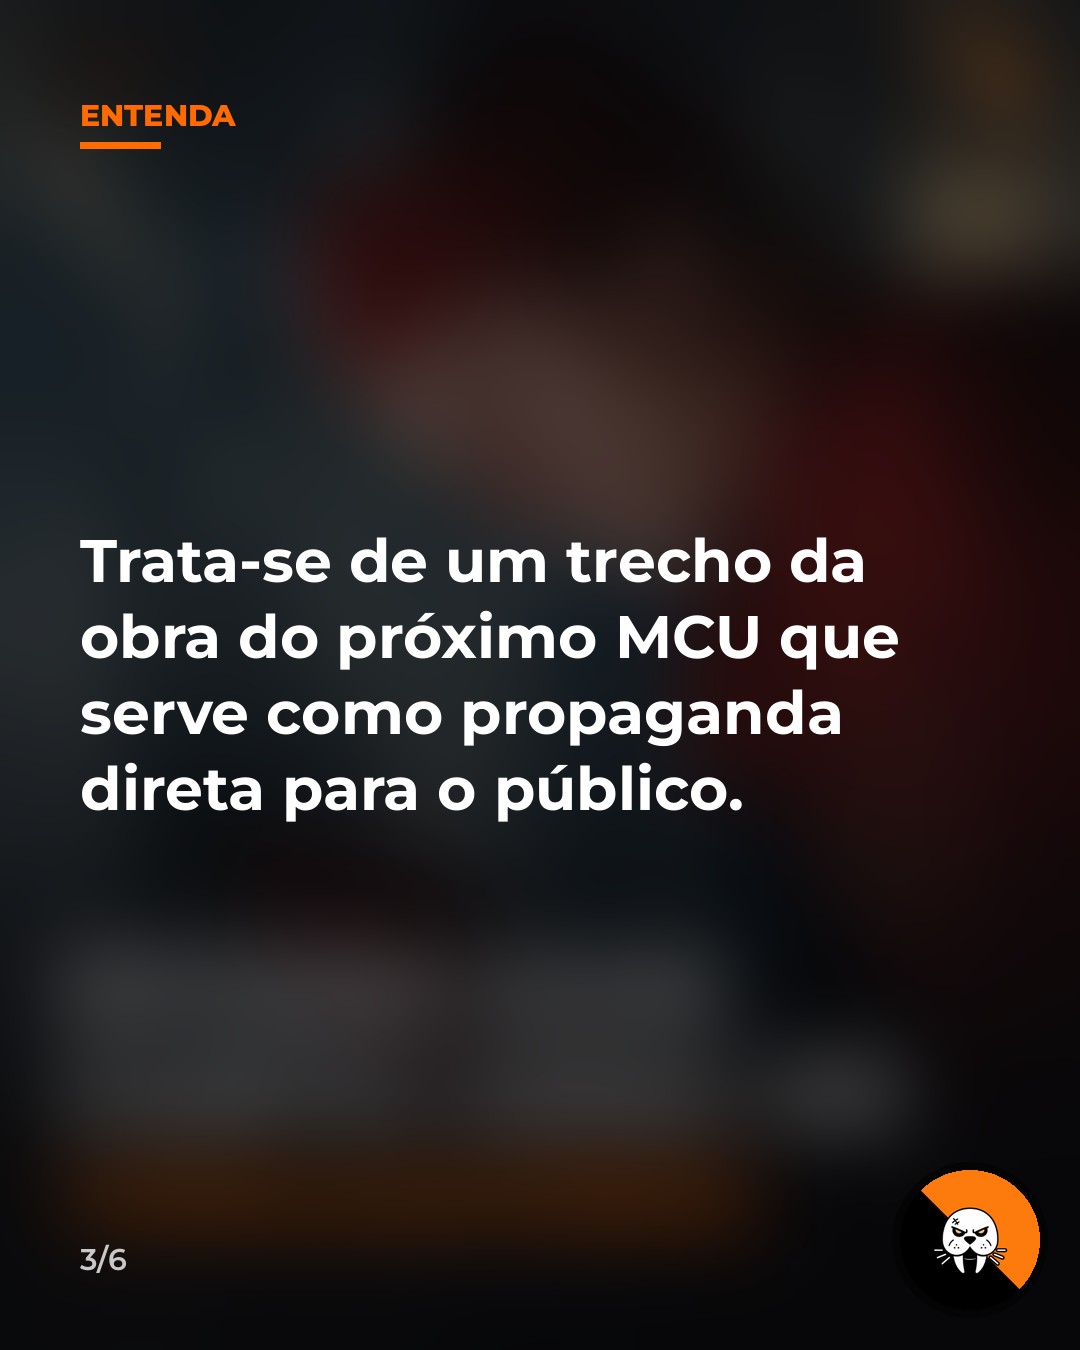 ENTENDA
Trata-se de um trecho da
obra do próximo MCU que
serve como propaganda
direta para o público.
3/6